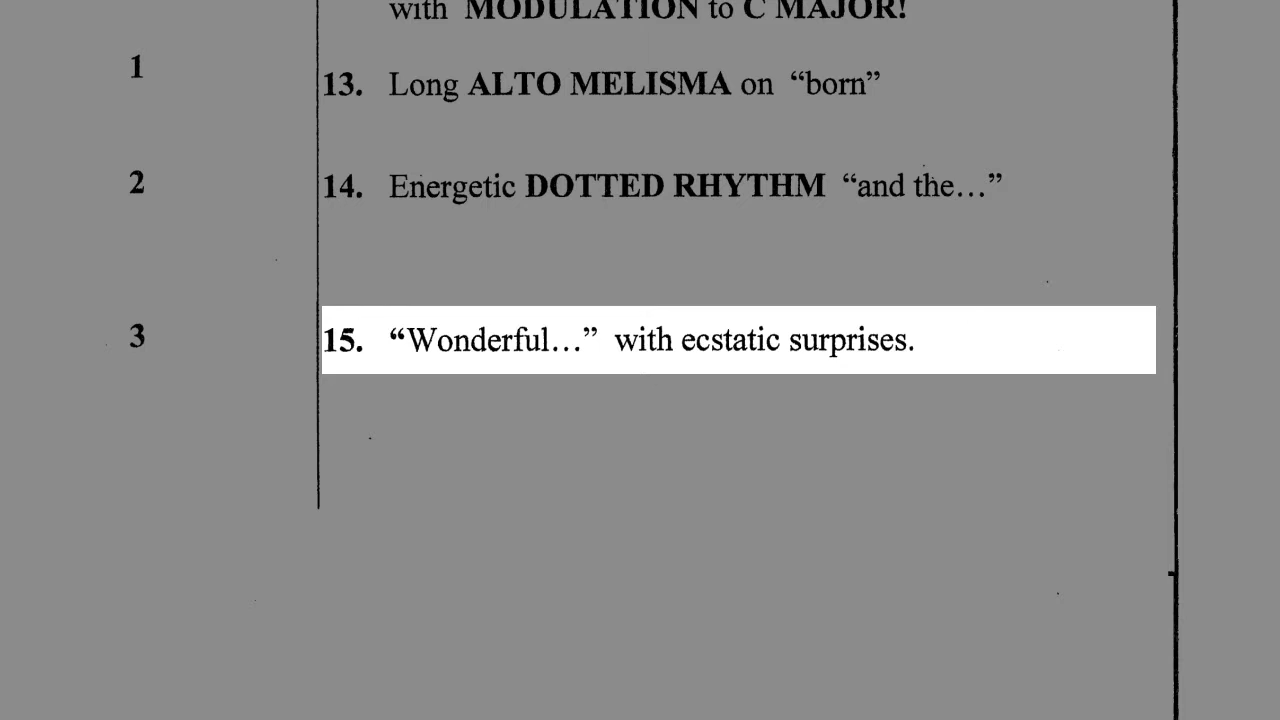 with MODULATION to C MAJOR!
1 13. Long ALTO MELISMA on “born”
2 14. Energetic DOTTED RHYTHM “and the…”
3 15. “Wonderful…” with ecstatic surprises.